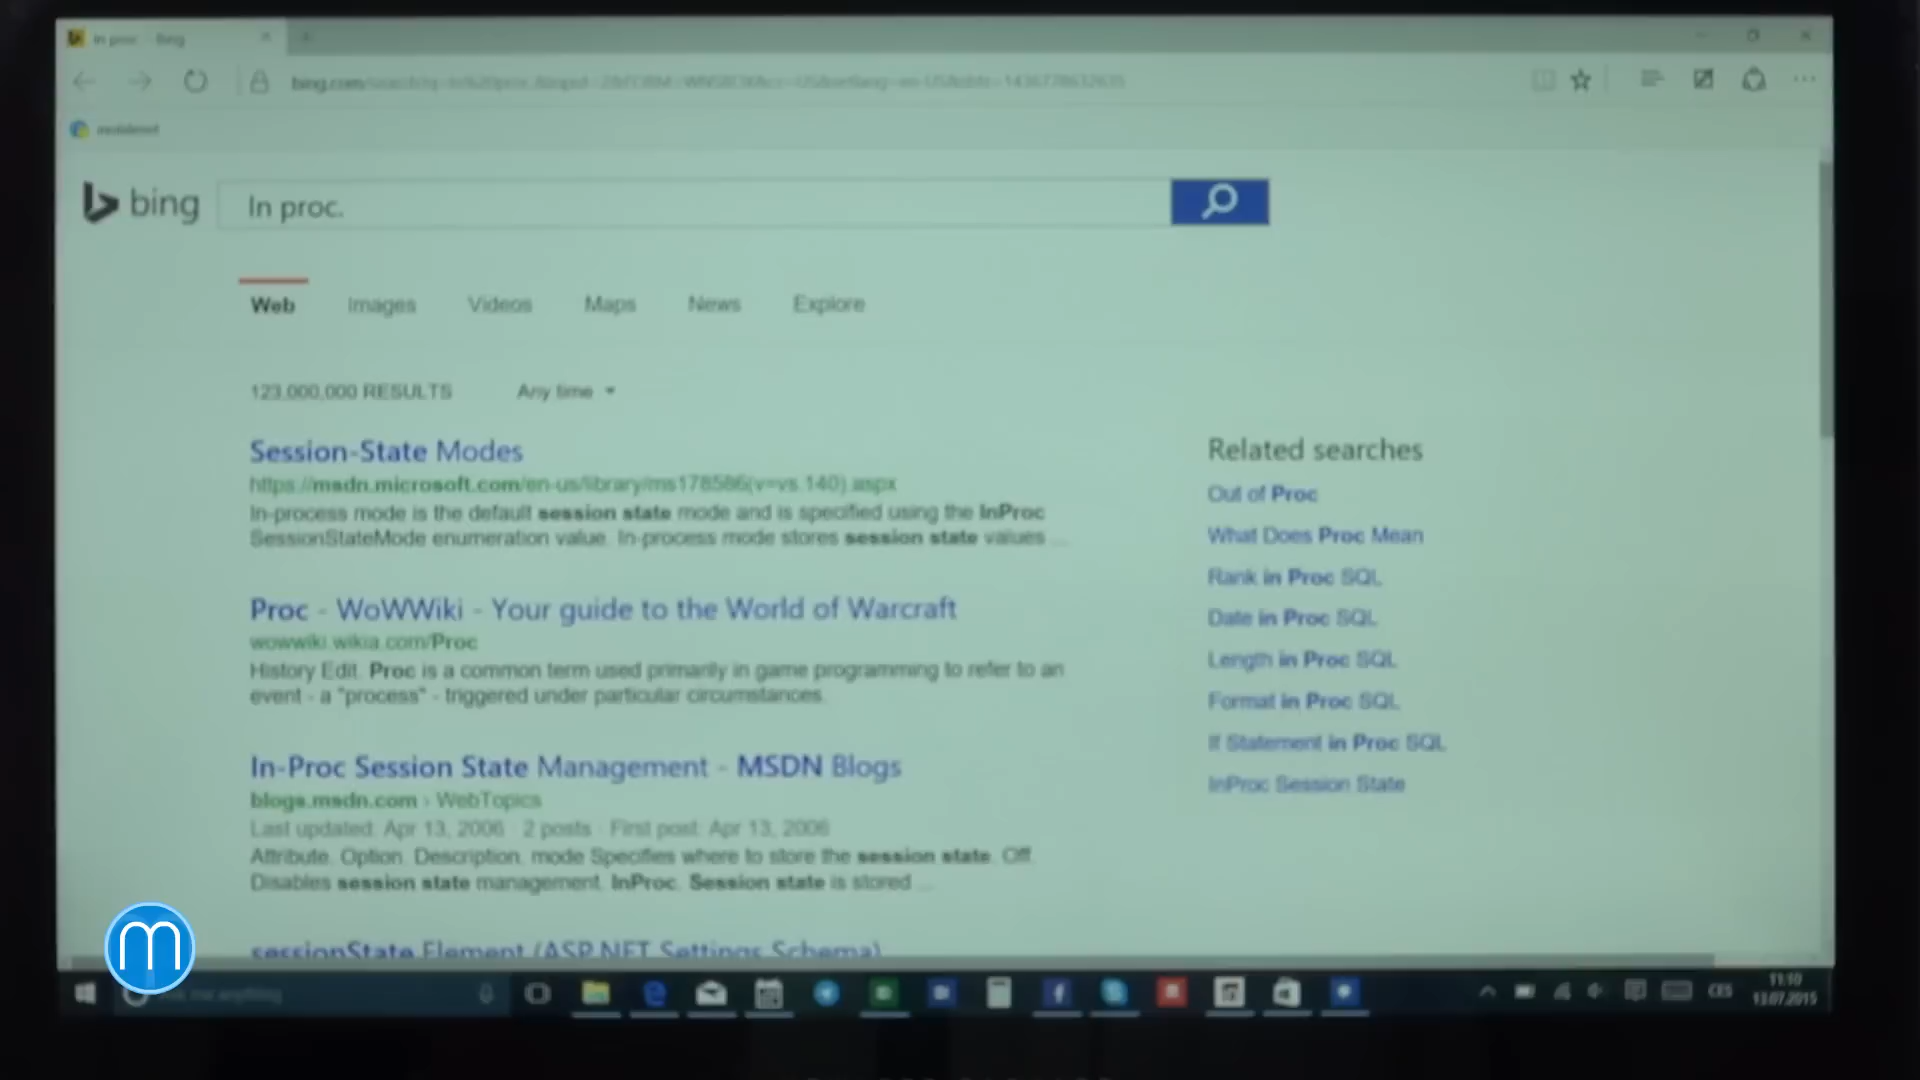 In proc. - Bing
bing.com
bing
In proc.
Web Images Videos Maps News Explore
123,000,000 RESULTS Any time
Session-State Modes
https://msdn.microsoft.com/en-us/library/ms178586(v=vs.140).aspx
In-process mode is the default session state mode and is specified using the InProc
SessionStateMode enumeration value. In-process mode stores session state values ...
Proc - WoWWiki - Your guide to the World of Warcraft
wowwiki.wikia.com/Proc
History Edit. Proc is a common term used primarily in game programming to refer to an
event - a "process" - triggered under particular circumstances.
In-Proc Session State Management - MSDN Blogs
blogs.msdn.com › WebTopics
Last updated: Apr 13, 2006 · 2 posts · First post: Apr 13, 2006
Attribute. Option. Description. mode Specifies where to store the session state. Off.
Disables session state management. InProc. Session state is stored ...
sessionState Element (ASP.NET Settings Schema)
Related searches
Out of Proc
What Does Proc Mean
Rank in Proc SQL
Date in Proc SQL
Length in Proc SQL
Format in Proc SQL
If Statement in Proc SQL
InProc Session State
m
Ask me anything
CES
11:10
13.07.2015